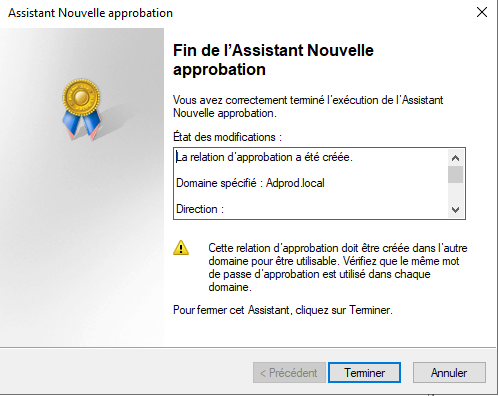 Assistant Nouvelle approbation
Fin de l'Assistant Nouvelle
approbation
Vous avez correctement terminé l'exécution de l'Assistant
Nouvelle approbation.
État des modifications :
La relation d'approbation a été créée.
Domaine spécifié : Adprod.local
Direction :
Cette relation d'approbation doit être créée dans l'autre
domaine pour être utilisable. Vérifiez que le même mot
de passe d'approbation est utilisé dans chaque
domaine.
Pour fermer cet Assistant, cliquez sur Terminer.
< Précédent
Terminer
Annuler